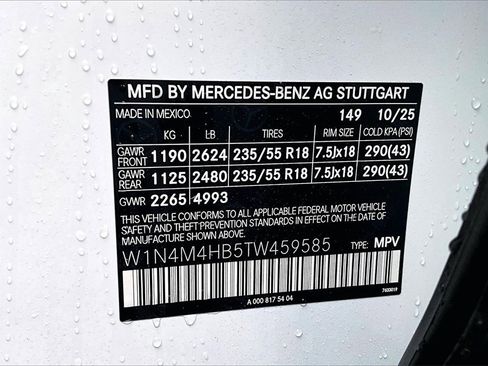 MFD BY MERCEDES-BENZ AG STUTTGART
MADE IN MEXICO 149 10/25
KG LB TIRES RIM SIZE COLD KPA (PSI)
GAWR FRONT 1190 2624 235/55 R18 7.5Jx18 290(43)
GAWR REAR 1125 2480 235/55 R18 7.5Jx18 290(43)
GVWR 2265 4993
THIS VEHICLE CONFORMS TO ALL APPLICABLE FEDERAL MOTOR VEHICLE
SAFETY AND THEFT PREVENTION STANDARDS IN EFFECT ON THE DATE
OF MANUFACTURE SHOWN ABOVE.
W1N4M4HB5TW459585 TYPE: MPV
A 000 817 54 04